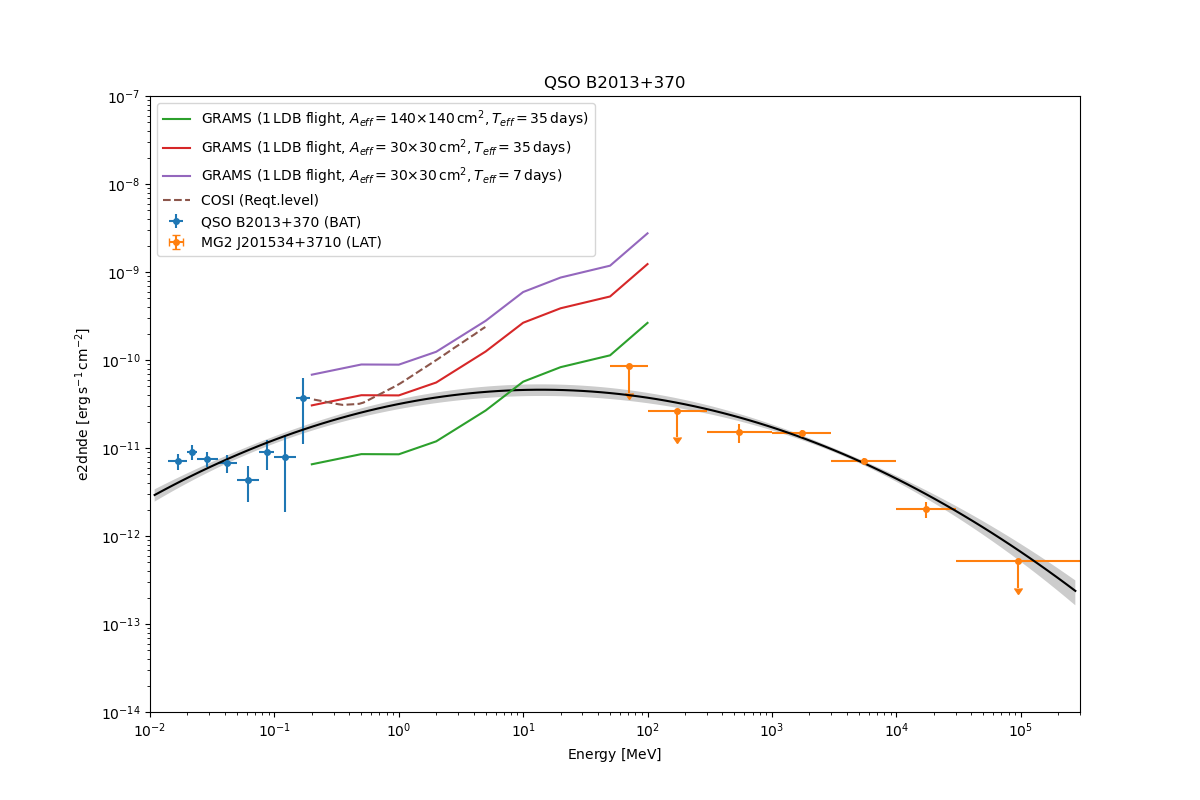 QSO B2013+370
GRAMS (1 LDB flight, A_eff = 140×140 cm², T_eff = 35 days)
GRAMS (1 LDB flight, A_eff = 30×30 cm², T_eff = 35 days)
GRAMS (1 LDB flight, A_eff = 30×30 cm², T_eff = 7 days)
COSI (Reqt.level)
QSO B2013+370 (BAT)
MG2 J201534+3710 (LAT)
e2dnde [erg s⁻¹ cm⁻²]
10⁻⁷
10⁻⁸
10⁻⁹
10⁻¹⁰
10⁻¹¹
10⁻¹²
10⁻¹³
10⁻¹⁴
10⁻² 10⁻¹ 10⁰ 10¹ 10² 10³ 10⁴ 10⁵
Energy [MeV]